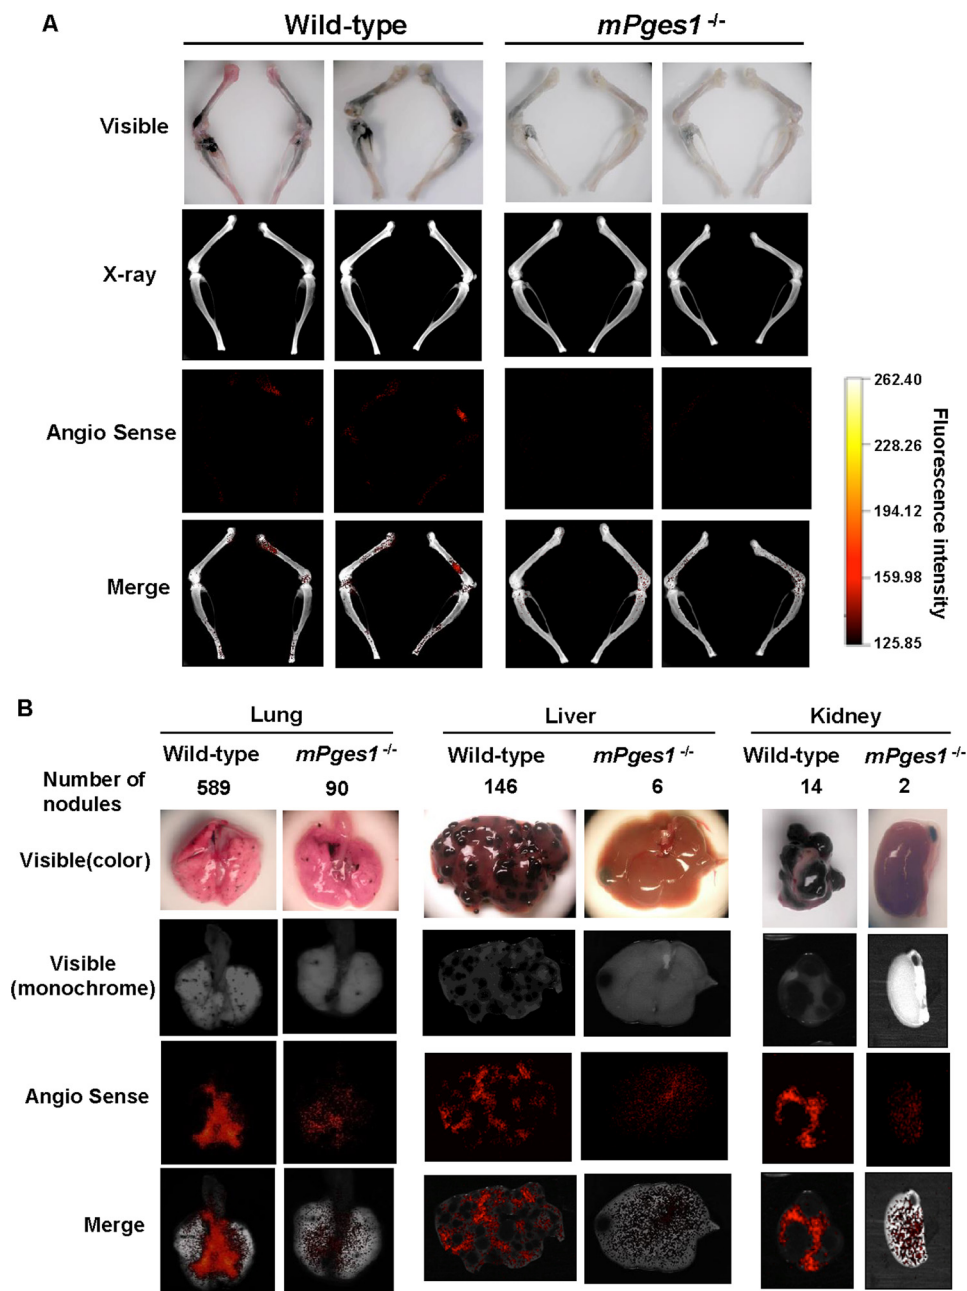 A
Wild-type
mPges1 -/-
Visible
X-ray
Angio Sense
Merge
262.40
228.26
194.12
159.98
125.85
Fluorescence intensity
B
Lung
Liver
Kidney
Wild-type
mPges1 -/-
Wild-type
mPges1 -/-
Wild-type
mPges1 -/-
Number of
nodules
589
90
146
6
14
2
Visible(color)
Visible
(monochrome)
Angio Sense
Merge